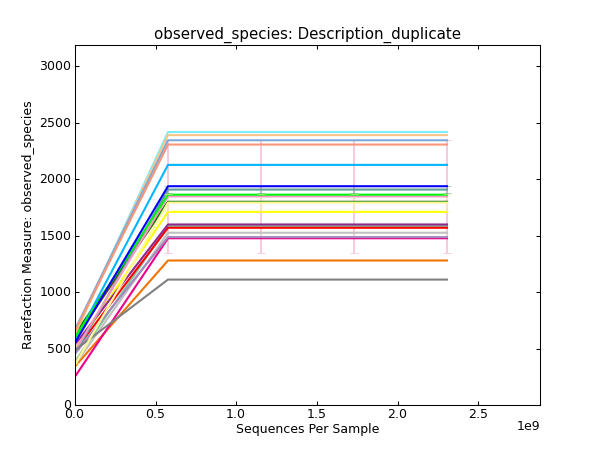 observed_species: Description_duplicate
3000
2500
2000
1500
1000
500
0
Rarefaction Measure: observed_species
0.0 0.5 1.0 1.5 2.0 2.5
1e9
Sequences Per Sample